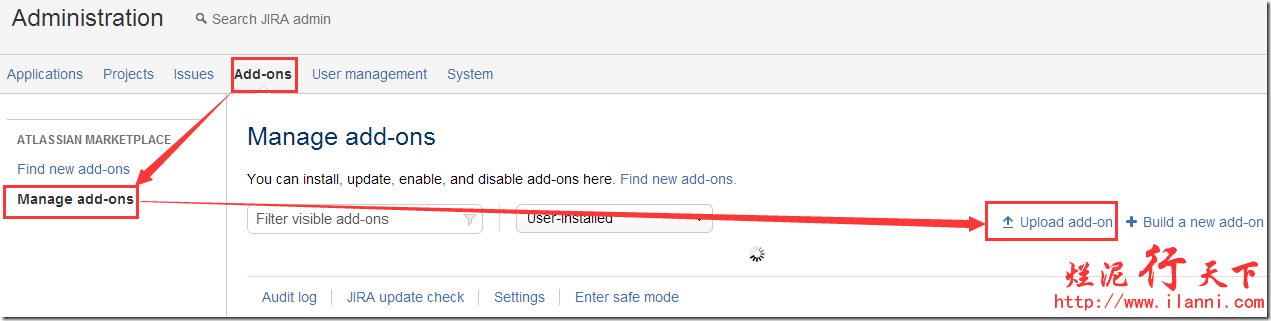 Administration Search JIRA admin
Applications Projects Issues Add-ons User management System
ATLASSIAN MARKETPLACE
Find new add-ons
Manage add-ons
Manage add-ons
You can install, update, enable, and disable add-ons here. Find new add-ons.
Filter visible add-ons User-installed Upload add-on Build a new add-on
Audit log JIRA update check Settings Enter safe mode
烂泥行天下
http://www.ilanni.com